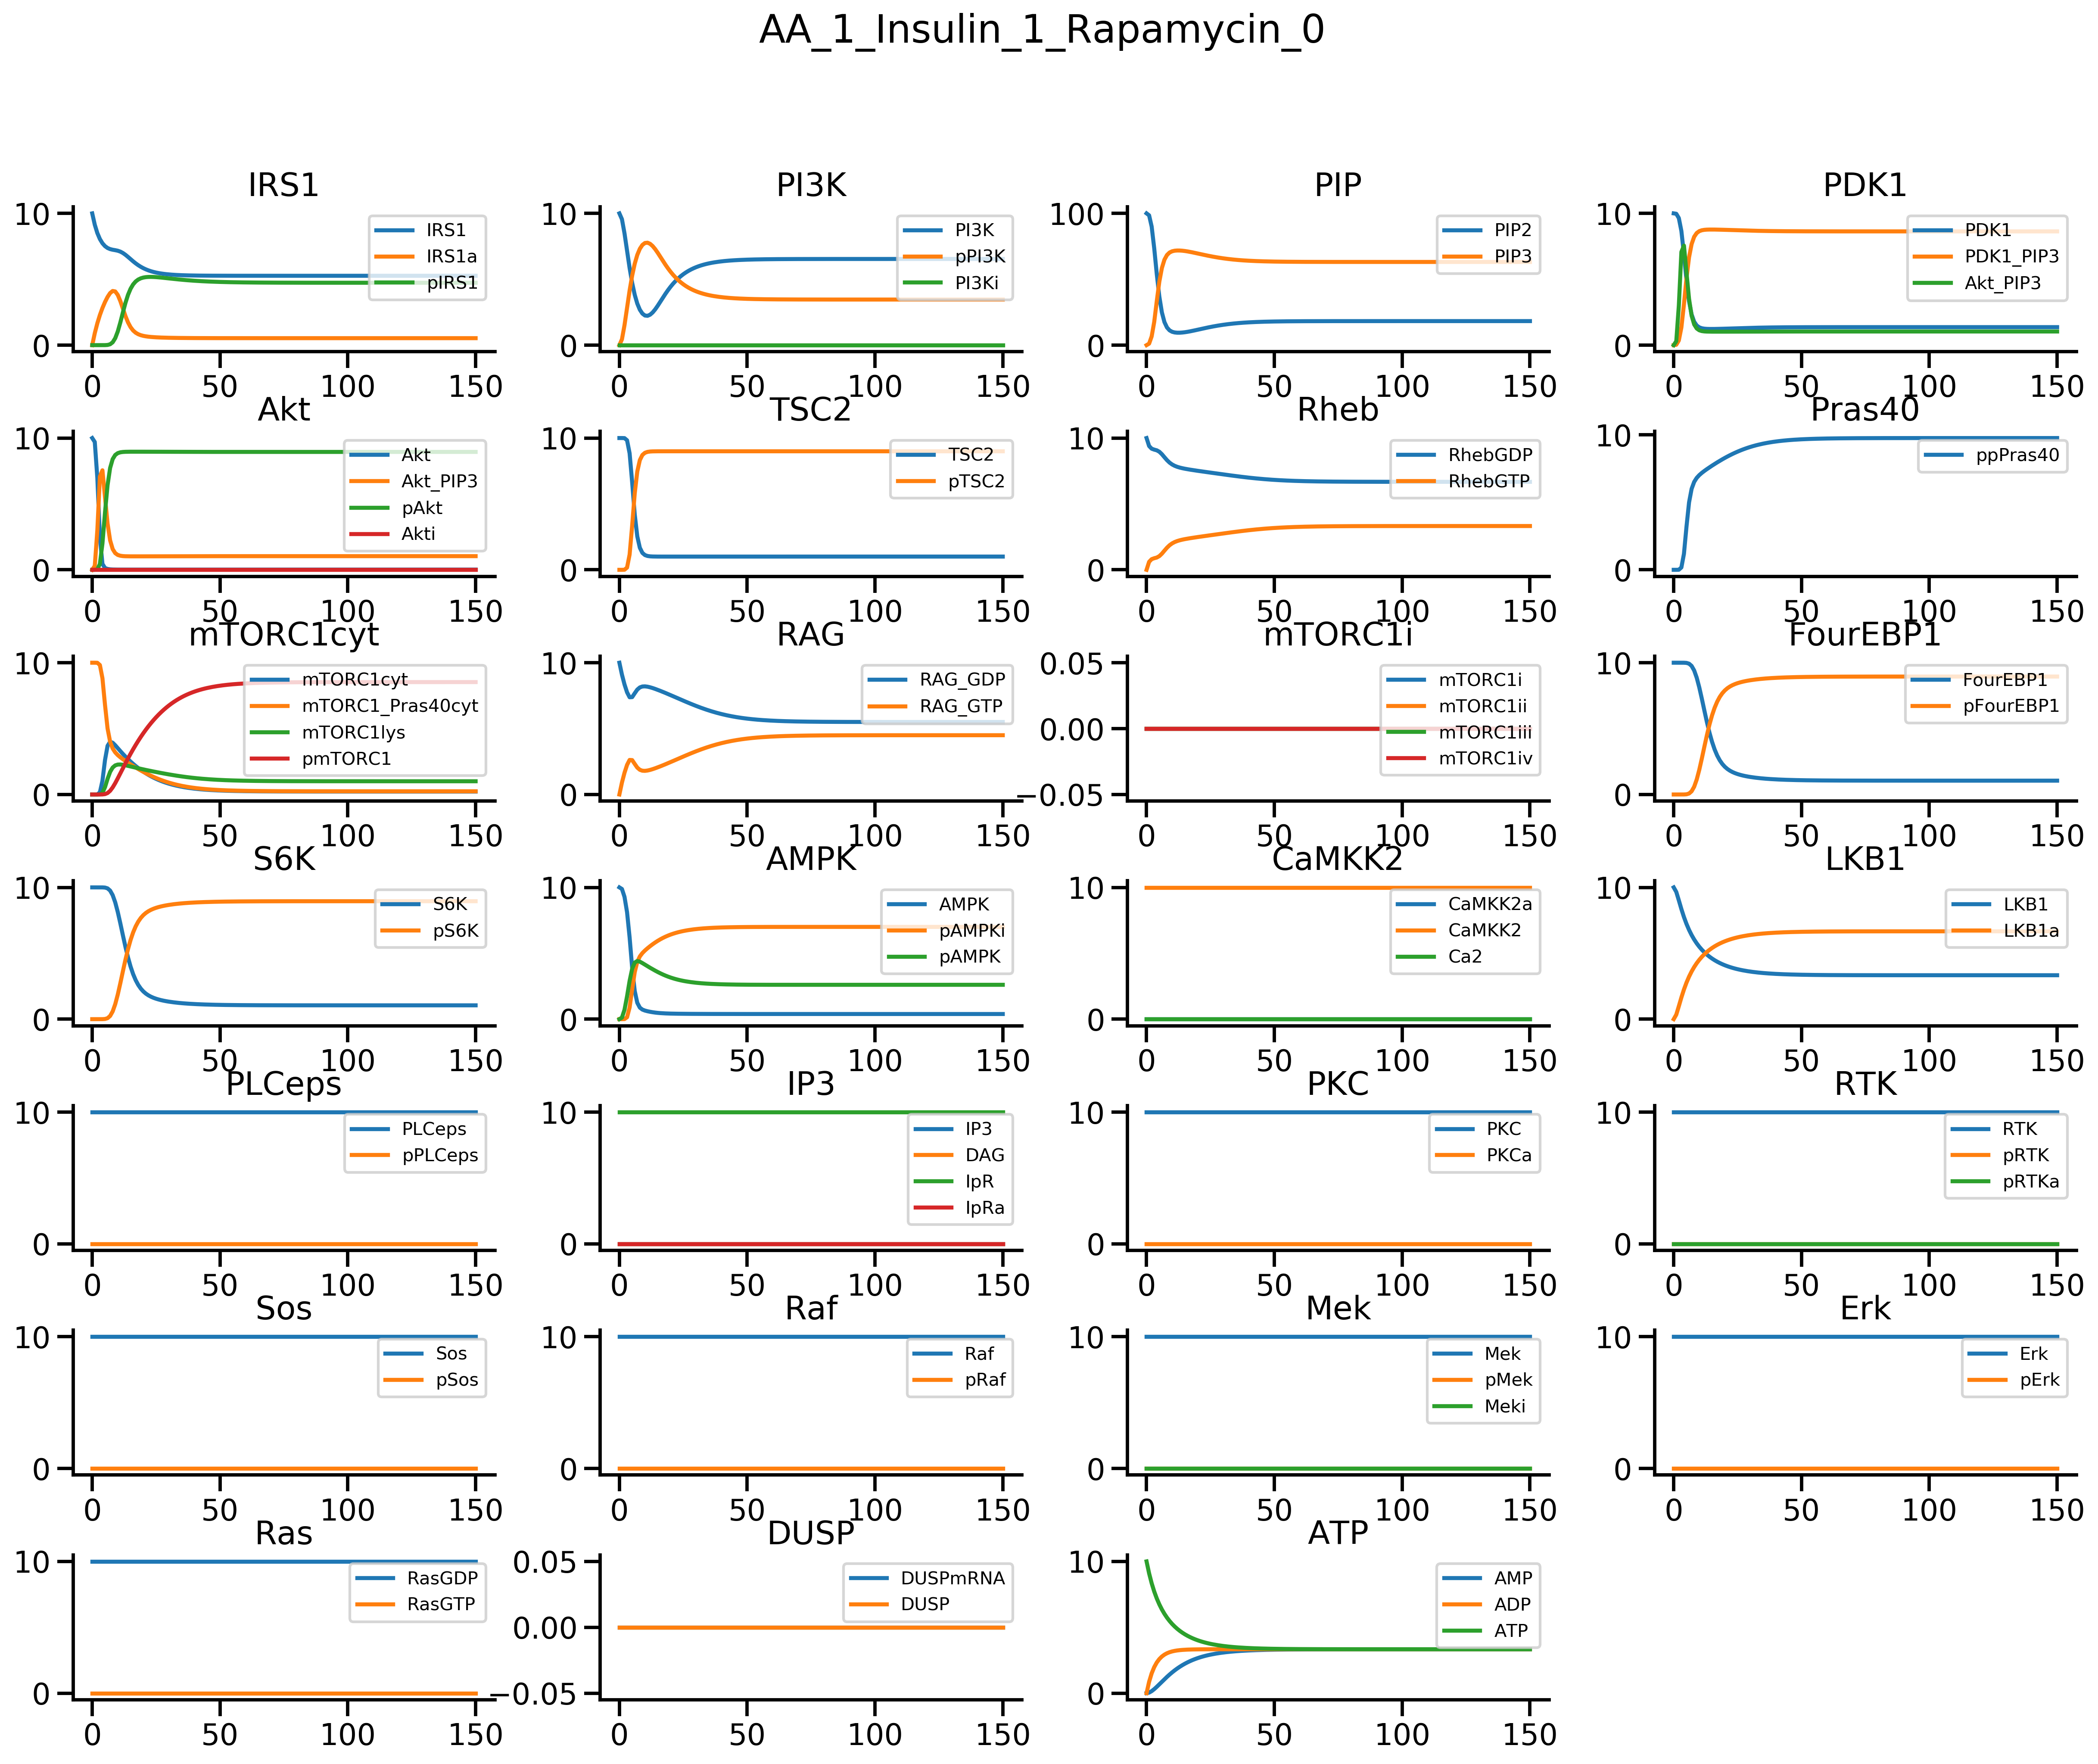 AA_1_Insulin_1_Rapamycin_0
IRS1
10
0
0 50 100 150
IRS1
IRS1a
pIRS1
PI3K
10
0
0 50 100 150
PI3K
pPI3K
PI3Ki
PIP
100
0
0 50 100 150
PIP2
PIP3
PDK1
10
0
0 50 100 150
PDK1
PDK1_PIP3
Akt_PIP3
Akt
10
0
0 50 100 150
Akt
Akt_PIP3
pAkt
Akti
TSC2
10
0
0 50 100 150
TSC2
pTSC2
Rheb
10
0
0 50 100 150
RhebGDP
RhebGTP
Pras40
10
0
0 50 100 150
ppPras40
mTORC1cyt
10
0
0 50 100 150
mTORC1cyt
mTORC1_Pras40cyt
mTORC1lys
pmTORC1
RAG
10
0
0 50 100 150
RAG_GDP
RAG_GTP
mTORC1i
0.05
0.00
−0.05
0 50 100 150
mTORC1i
mTORC1ii
mTORC1iii
mTORC1iv
FourEBP1
10
0
0 50 100 150
FourEBP1
pFourEBP1
S6K
10
0
0 50 100 150
S6K
pS6K
AMPK
10
0
0 50 100 150
AMPK
pAMPKi
pAMPK
CaMKK2
10
0
0 50 100 150
CaMKK2a
CaMKK2
Ca2
LKB1
10
0
0 50 100 150
LKB1
LKB1a
PLCeps
10
0
0 50 100 150
PLCeps
pPLCeps
IP3
10
0
0 50 100 150
IP3
DAG
IpR
IpRa
PKC
10
0
0 50 100 150
PKC
PKCa
RTK
10
0
0 50 100 150
RTK
pRTK
pRTKa
Sos
10
0
0 50 100 150
Sos
pSos
Raf
10
0
0 50 100 150
Raf
pRaf
Mek
10
0
0 50 100 150
Mek
pMek
Meki
Erk
10
0
0 50 100 150
Erk
pErk
Ras
10
0
0 50 100 150
RasGDP
RasGTP
DUSP
0.05
0.00
−0.05
0 50 100 150
DUSPmRNA
DUSP
ATP
10
0
0 50 100 150
AMP
ADP
ATP